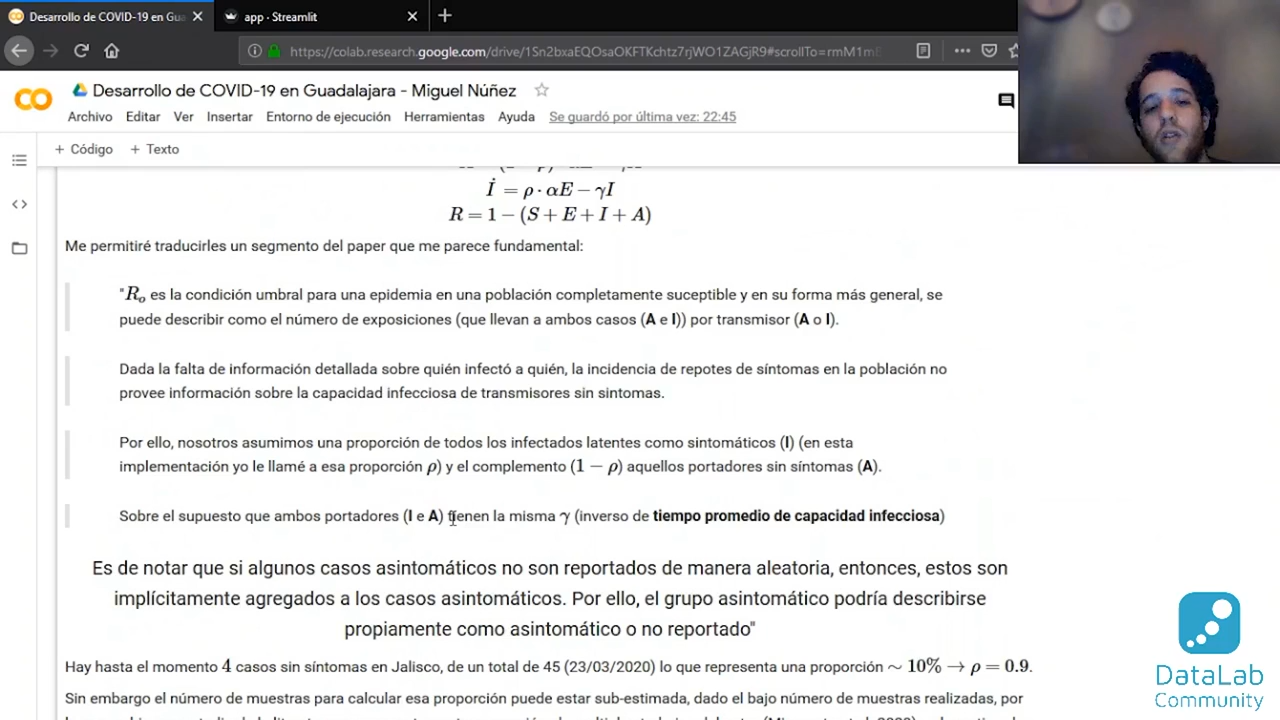 Desarrollo de COVID-19 en Gua
app · Streamlit
https://colab.research.google.com/drive/1Sn2bxaEQOsaOKFTKchtz7rjWO1ZAGjR9#scrollTo=rmM1m
Desarrollo de COVID-19 en Guadalajara - Miguel Núñez
Archivo Editar Ver Insertar Entorno de ejecución Herramientas Ayuda Se guardó por última vez: 22:45
+ Código + Texto
İ = ρ · αE − γI
R = 1 − (S + E + I + A)
Me permitiré traducirles un segmento del paper que me parece fundamental:
"R₀ es la condición umbral para una epidemia en una población completamente suceptible y en su forma más general, se
puede describir como el número de exposiciones (que llevan a ambos casos (A e I)) por transmisor (A o I).
Dada la falta de información detallada sobre quién infectó a quién, la incidencia de repotes de síntomas en la población no
provee información sobre la capacidad infecciosa de transmisores sin sintomas.
Por ello, nosotros asumimos una proporción de todos los infectados latentes como sintomáticos (I) (en esta
implementación yo le llamé a esa proporción ρ) y el complemento (1 − ρ) aquellos portadores sin síntomas (A).
Sobre el supuesto que ambos portadores (I e A) tienen la misma γ (inverso de tiempo promedio de capacidad infecciosa)
Es de notar que si algunos casos asintomáticos no son reportados de manera aleatoria, entonces, estos son
implícitamente agregados a los casos asintomáticos. Por ello, el grupo asintomático podría describirse
propiamente como asintomático o no reportado"
Hay hasta el momento 4 casos sin síntomas en Jalisco, de un total de 45 (23/03/2020) lo que representa una proporción ∼ 10% → ρ = 0.9.
Sin embargo el número de muestras para calcular esa proporción puede estar sub-estimada, dado el bajo número de muestras realizadas, por
DataLab
Community